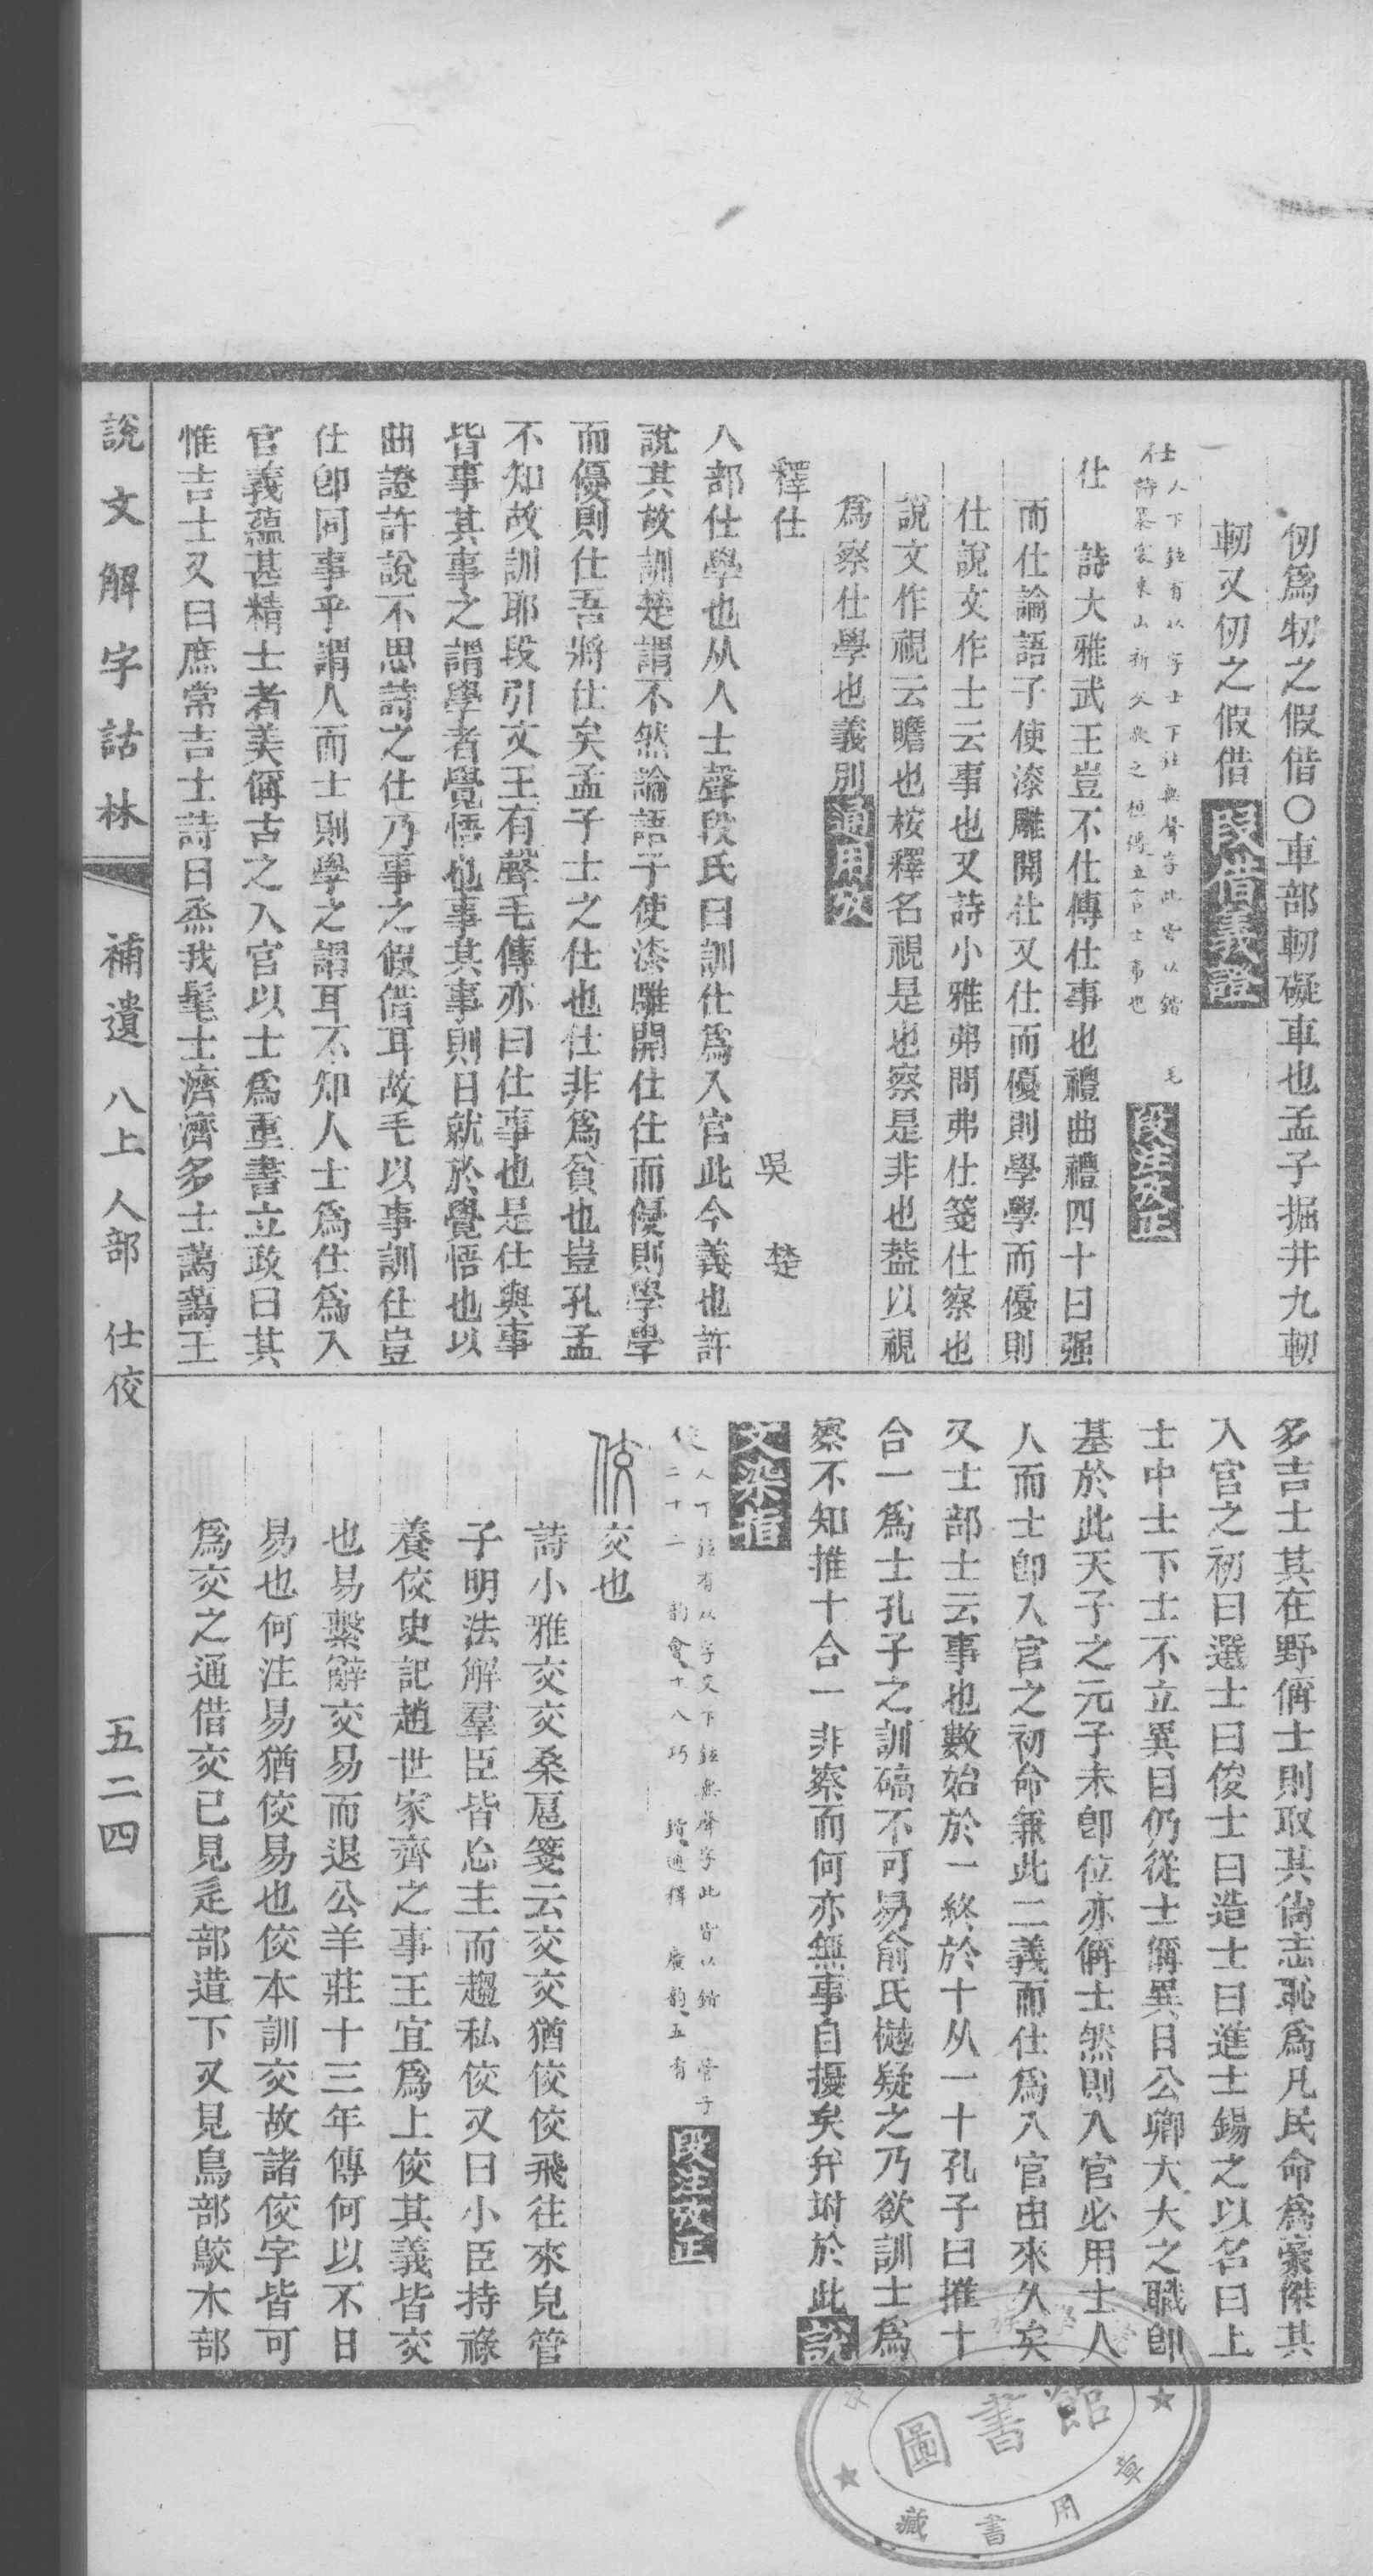 仞爲牣之假借〇車部軔礙車也孟子掘井九軔
軔又仞之假借叚借義證
仕人下鉉有从字士下鉉無聲字此皆以鍇 毛
段注攷正
仕 詩大雅武王豈不仕傳仕事也禮曲禮四十曰强
而仕論語子使漆雕開仕又仕而優則學學而優則
仕說文作士云事也又詩小雅弗問弗仕箋仕察也
說文作視云瞻也桉釋名視是也察是非也葢以視
爲察仕學也義別通用攷
釋仕 吳楚
人部仕學也从人士聲段氏曰訓仕爲入官此今義也許
說其故訓楚謂不然論語子使漆雕開仕仕而優則學學
而優則仕吾將仕矣孟子士之仕也仕非爲貧也豈孔孟
不知故訓耶段引文王有聲毛傳亦曰仕事也是仕與事
皆事其事之謂學者覺悟也事其事則日就於覺悟也以
曲證許說不思詩之仕乃事之假借耳故毛以事訓仕豈
仕卽同事乎謂人而士則學之謂耳不知人士爲仕爲入
官義蘊甚精士者美偁古之入官以士爲重書立政曰其
惟吉士又曰庶常吉士詩曰烝我髦士濟濟多士藹藹王
多吉士其在野偁士則取其尙志恥爲凡民命爲豪傑其
入官之初曰選士曰俊士曰造士曰進士錫之以名曰上
士中士下士不立異目仍從士偁異日公卿大夫之職卽
基於此天子之元子未卽位亦偁士然則入官必用士人
人而士卽入官之初命兼此二義而仕爲入官由來久矣
又士部士云事也數始於一終於十从一十孔子曰推十
合一爲士孔子之訓碻不可易俞氏樾疑之乃欲訓士爲
察不知推十合一非察而何亦無事自擾矣幷坿於此說
文染指
佼人下鉉有从字交下鉉無聲字此皆以鍇 管子
二十二 韵會十八巧 踏通釋 廣韵五肴
段注攷正
佼交也
詩小雅交交桑扈箋云交交猶佼佼飛往來皃管
子明法解羣臣皆忩主而趨私佼又曰小臣持祿
養佼史記趙世家齊之事王宜爲上佼其義皆交
也易繫辭交易而退公羊莊十三年傳何以不日
易也何注易猶佼易也佼本訓交故諸佼字皆可
爲交之通借交已見辵部䢒下又見鳥部鵁木部
說文解字詁林 補遺 八上 人部 仕佼 五二四
圖書館
藏書用章